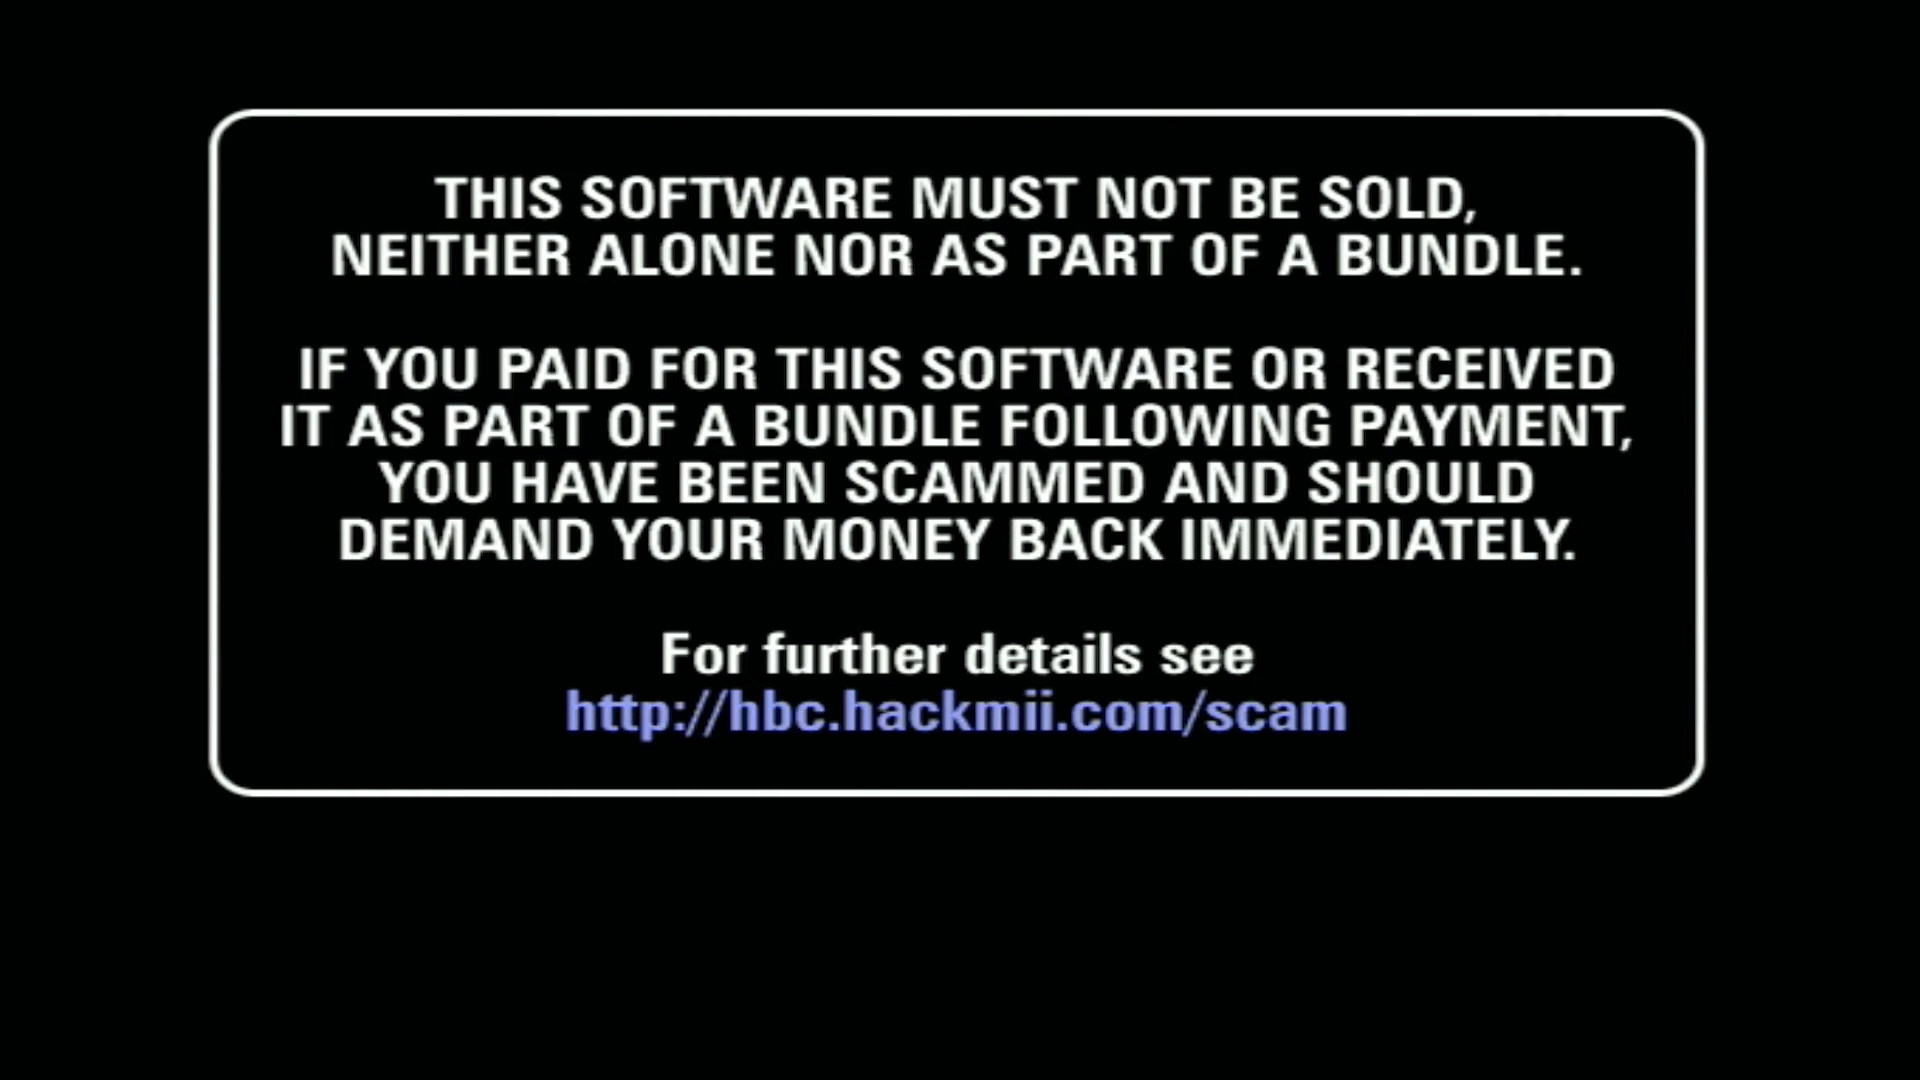 THIS SOFTWARE MUST NOT BE SOLD,
NEITHER ALONE NOR AS PART OF A BUNDLE.
IF YOU PAID FOR THIS SOFTWARE OR RECEIVED
IT AS PART OF A BUNDLE FOLLOWING PAYMENT,
YOU HAVE BEEN SCAMMED AND SHOULD
DEMAND YOUR MONEY BACK IMMEDIATELY.
For further details see
http://hbc.hackmii.com/scam